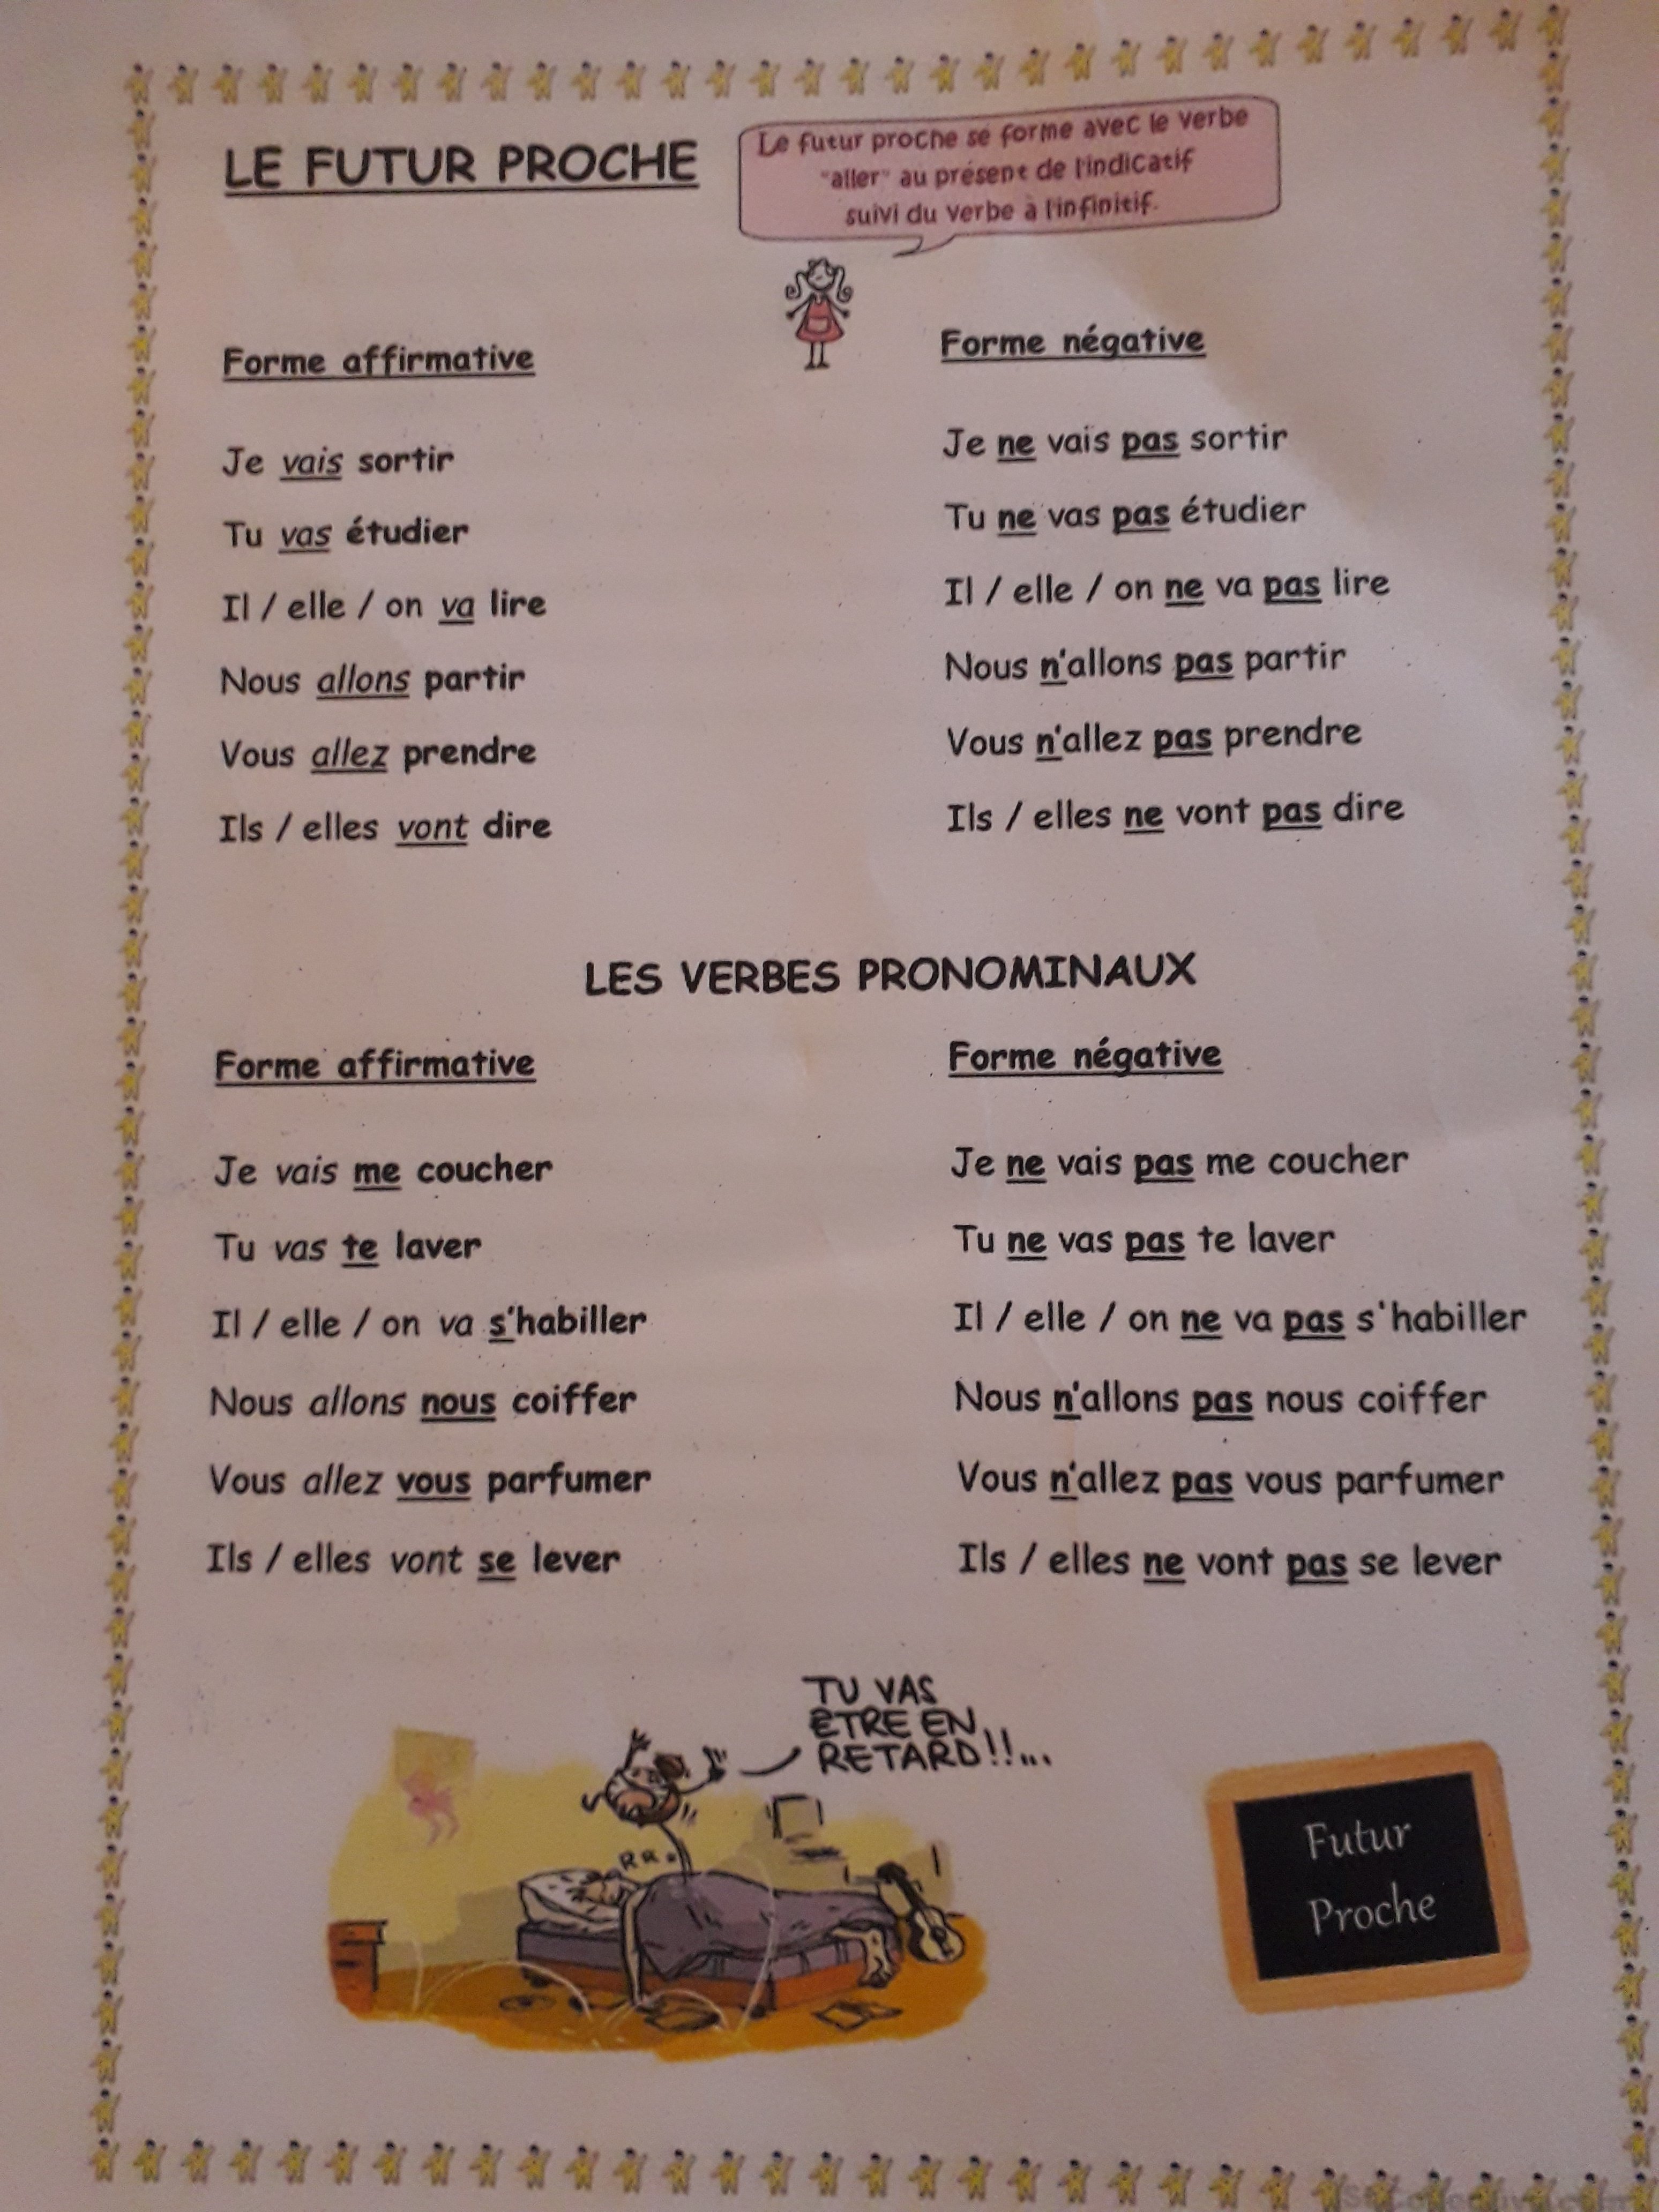 LE FUTUR PROCHE
Le futur proche se forme avec le verbe
"aller" au présent de l'indicatif
suivi du verbe à l'infinitif.
Forme affirmative
Je vais sortir
Tu vas étudier
Il / elle / on va lire
Nous allons partir
Vous allez prendre
Ils / elles vont dire
Forme négative
Je ne vais pas sortir
Tu ne vas pas étudier
Il / elle / on ne va pas lire
Nous n'allons pas partir
Vous n'allez pas prendre
Ils / elles ne vont pas dire
LES VERBES PRONOMINAUX
Forme affirmative
Je vais me coucher
Tu vas te laver
Il / elle / on va s'habiller
Nous allons nous coiffer
Vous allez vous parfumer
Ils / elles vont se lever
Forme négative
Je ne vais pas me coucher
Tu ne vas pas te laver
Il / elle / on ne va pas s'habiller
Nous n'allons pas nous coiffer
Vous n'allez pas vous parfumer
Ils / elles ne vont pas se lever
TU VAS
ETRE EN
RETARD!!...
RR.
Futur
Proche